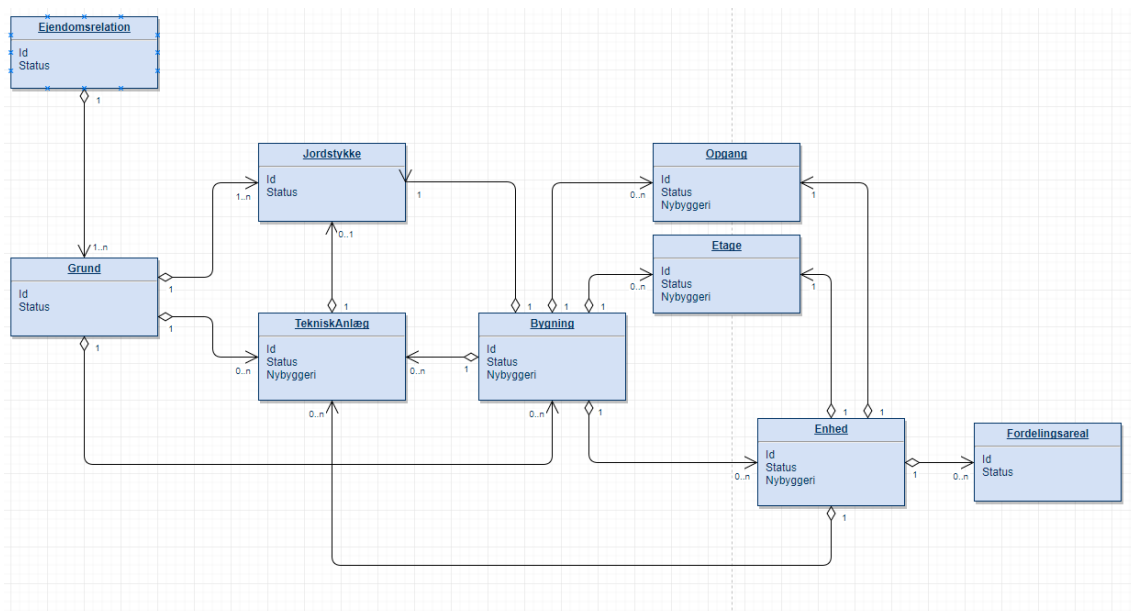 Ejendomsrelation
Id
Status
1
1..n
Grund
Id
Status
1
1
1
Jordstykke
Id
Status
1..n
1
0..1
TekniskAnlæg
Id
Status
Nybyggeri
1
0..n
0..n
0..n
Bygning
Id
Status
Nybyggeri
1
1
1
1
1
0..n
Opgang
Id
Status
Nybyggeri
0..n
1
Etage
Id
Status
Nybyggeri
0..n
1
Enhed
Id
Status
Nybyggeri
1
1
0..n
1
1
Fordelingsareal
Id
Status
0..n